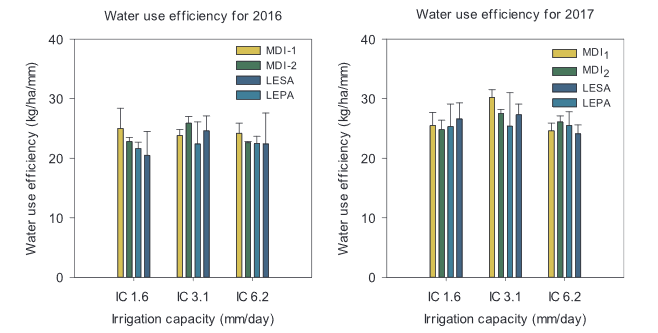 Water use efficiency for 2016
Water use efficiency (kg/ha/mm)
40
30
20
10
0
MDI-1
MDI-2
LESA
LEPA
IC 1.6 IC 3.1 IC 6.2
Irrigation capacity (mm/day)
Water use efficiency for 2017
Water use efficiency (kg/ha/mm)
40
30
20
10
0
MDI1
MDI2
LESA
LEPA
IC 1.6 IC 3.1 IC 6.2
Irrigation capacity (mm/day)